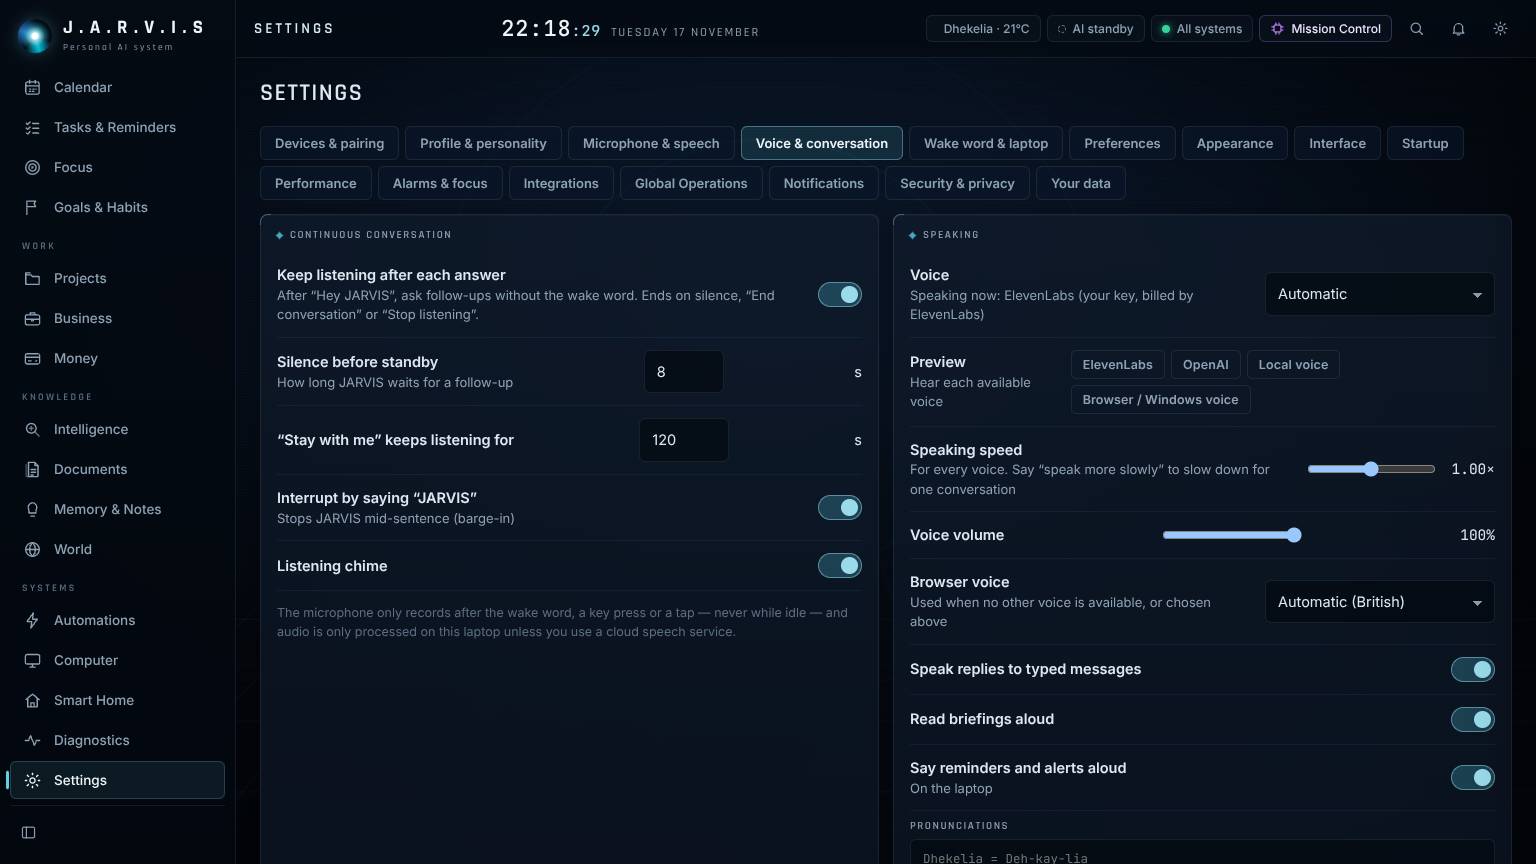 J.A.R.V.I.S
Personal AI system
SETTINGS
22:18:29 TUESDAY 17 NOVEMBER
Dhekelia · 21°C
AI standby
All systems
Mission Control
Calendar
Tasks & Reminders
Focus
Goals & Habits
WORK
Projects
Business
Money
KNOWLEDGE
Intelligence
Documents
Memory & Notes
World
SYSTEMS
Automations
Computer
Smart Home
Diagnostics
Settings
SETTINGS
Devices & pairing
Profile & personality
Microphone & speech
Voice & conversation
Wake word & laptop
Preferences
Appearance
Interface
Startup
Performance
Alarms & focus
Integrations
Global Operations
Notifications
Security & privacy
Your data
CONTINUOUS CONVERSATION
Keep listening after each answer
After “Hey JARVIS”, ask follow-ups without the wake word. Ends on silence, “End
conversation” or “Stop listening”.
Silence before standby
How long JARVIS waits for a follow-up
8
s
“Stay with me” keeps listening for
120
s
Interrupt by saying “JARVIS”
Stops JARVIS mid-sentence (barge-in)
Listening chime
The microphone only records after the wake word, a key press or a tap — never while idle — and
audio is only processed on this laptop unless you use a cloud speech service.
SPEAKING
Voice
Speaking now: ElevenLabs (your key, billed by
ElevenLabs)
Automatic
Preview
Hear each available
voice
ElevenLabs
OpenAI
Local voice
Browser / Windows voice
Speaking speed
For every voice. Say “speak more slowly” to slow down for
one conversation
1.00×
Voice volume
100%
Browser voice
Used when no other voice is available, or chosen
above
Automatic (British)
Speak replies to typed messages
Read briefings aloud
Say reminders and alerts aloud
On the laptop
PRONUNCIATIONS
Dhekelia = Deh-kay-lia